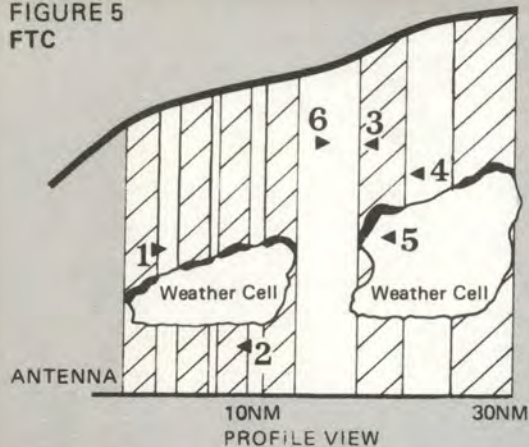 FIGURE 5
FTC
6
3
4
1
5
Weather Cell
Weather Cell
2
ANTENNA
10NM
30NM
PROFILE VIEW